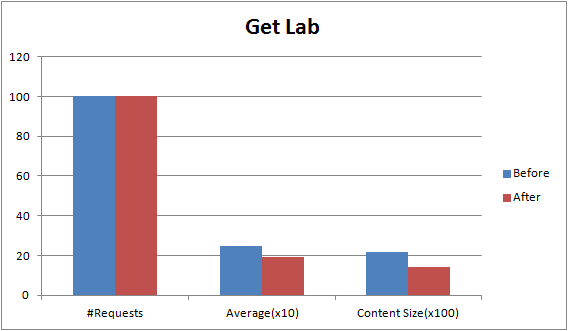 Get Lab
120
100
80
60
40
20
0
#Requests
Average(x10)
Content Size(x100)
Before
After